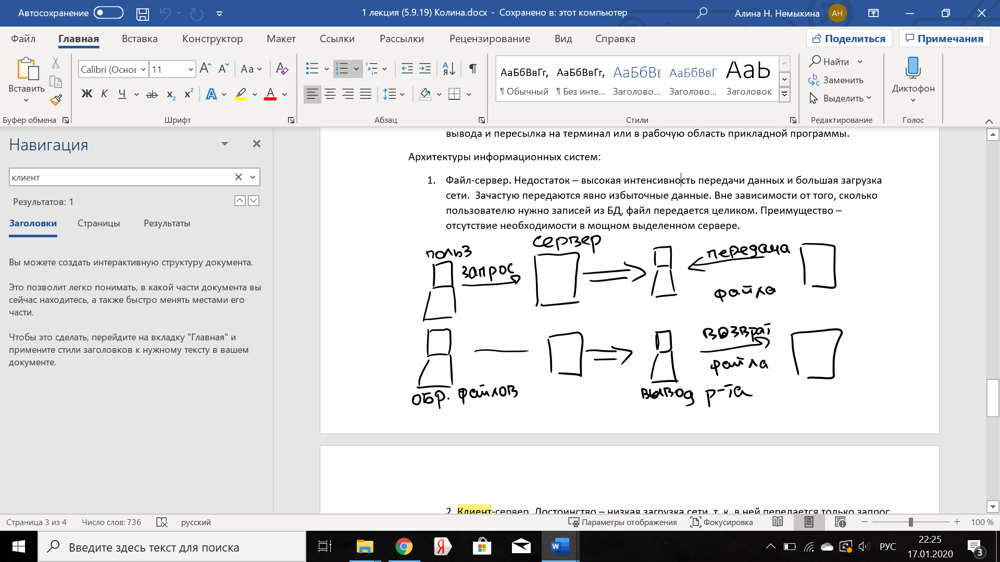 Автосохранение
1 лекция (5.9.19) Колина.docx - Сохранено в: этот компьютер
Алина Н. Немыкина АН
Файл Главная Вставка Конструктор Макет Ссылки Рассылки Рецензирование Вид Справка
Поделиться Примечания
Вставить
Буфер обмена
Calibri (Осног 11
Aa
Ж К Ч ab x₂ x² A A
Шрифт
Абзац
АаБбВвГг, АаБбВвГг, АаБбВв АаБбВвГ АаЬ
¶ Обычный ¶ Без инте... Заголово... Заголово... Заголовок
Стили
Найти
Заменить
Выделить
Редактирование
Диктофон
Голос
Навигация
клиент
Результатов: 1
Заголовки Страницы Результаты
Вы можете создать интерактивную структуру документа.
Это позволит легко понимать, в какой части документа вы
сейчас находитесь, а также быстро менять местами его
части.
Чтобы это сделать, перейдите на вкладку "Главная" и
примените стили заголовков к нужному тексту в вашем
документе.
вывода и пересылка на терминал или в рабочую область прикладной программы.
Архитектуры информационных систем:
1. Файл-сервер. Недостаток – высокая интенсивность передачи данных и большая загрузка
сети. Зачастую передаются явно избыточные данные. Вне зависимости от того, сколько
пользователю нужно записей из БД, файл передается целиком. Преимущество –
отсутствие необходимости в мощном выделенном сервере.
польз сервер
запрос передача
файла
возврат
файла
обр. файлов вывод р-та
2. Клиент-сервер. Достоинство – низкая загрузка сети, т. к. в ней передается только запрос
Страница 3 из 4 Число слов: 736 русский Параметры отображения Фокусировка 100 %
Введите здесь текст для поиска
РУС
22:25
17.01.2020
3